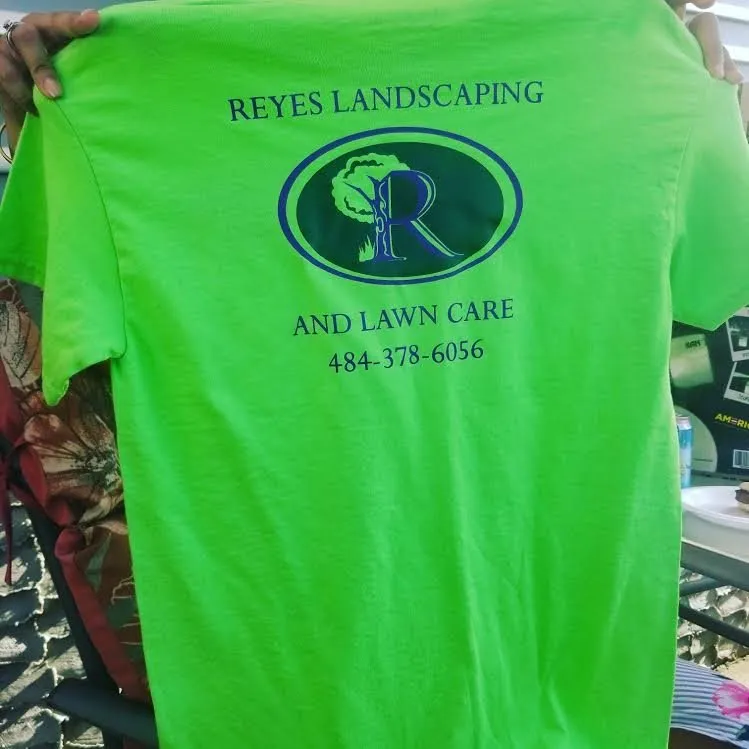 REYES LANDSCAPING
R
AND LAWN CARE
484-378-6056